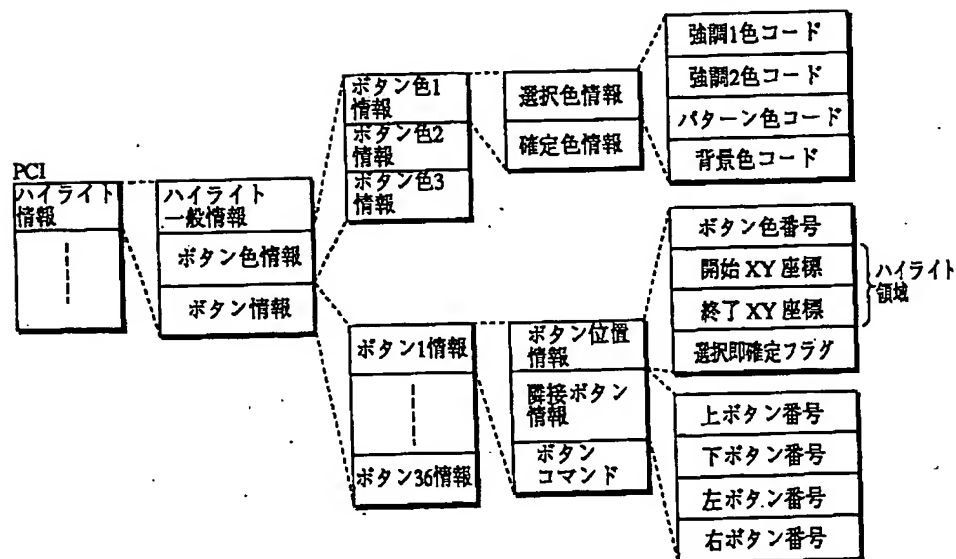 PCI
ハイライト
情報
ハイライト
一般情報
ボタン色情報
ボタン情報
ボタン色1
情報
ボタン色2
情報
ボタン色3
情報
選択色情報
確定色情報
強調1色コード
強調2色コード
パターン色コード
背景色コード
ボタン1情報
ボタン36情報
ボタン位置
情報
隣接ボタン
情報
ボタン
コマンド
ボタン色番号
開始 XY 座標
終了 XY 座標
選択即確定フラグ
ハイライト
領域
上ボタン番号
下ボタン番号
左ボタン番号
右ボタン番号